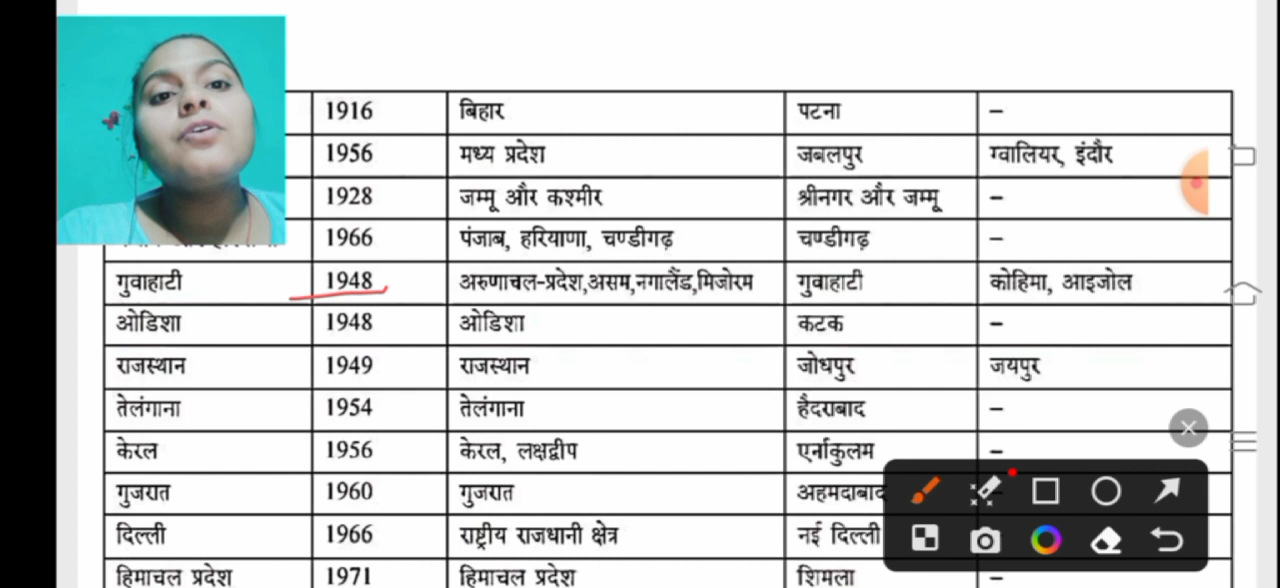 1916 बिहार पटना –
1956 मध्य प्रदेश जबलपुर ग्वालियर, इंदौर
1928 जम्मू और कश्मीर श्रीनगर और जम्मू –
1966 पंजाब, हरियाणा, चण्डीगढ़ चण्डीगढ़ –
गुवाहाटी 1948 अरुणाचल-प्रदेश,असम,नगालैंड,मिजोरम गुवाहाटी कोहिमा, आइजोल
ओडिशा 1948 ओडिशा कटक –
राजस्थान 1949 राजस्थान जोधपुर जयपुर
तेलंगाना 1954 तेलंगाना हैदराबाद –
केरल 1956 केरल, लक्षद्वीप एर्नाकुलम –
गुजरात 1960 गुजरात अहमदाबाद
दिल्ली 1966 राष्ट्रीय राजधानी क्षेत्र नई दिल्ली
हिमाचल प्रदेश 1971 हिमाचल प्रदेश शिमला –